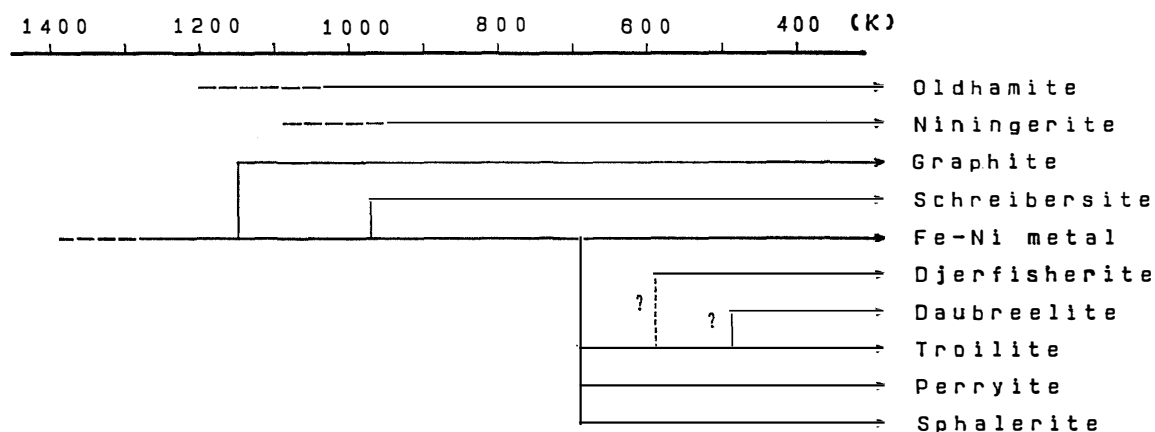 1400 1200 1000 800 600 400 (K)
Oldhamite
Niningerite
Graphite
Schreibersite
Fe-Ni metal
Djerfisherite
?
Daubreelite
?
Troilite
Perryite
Sphalerite